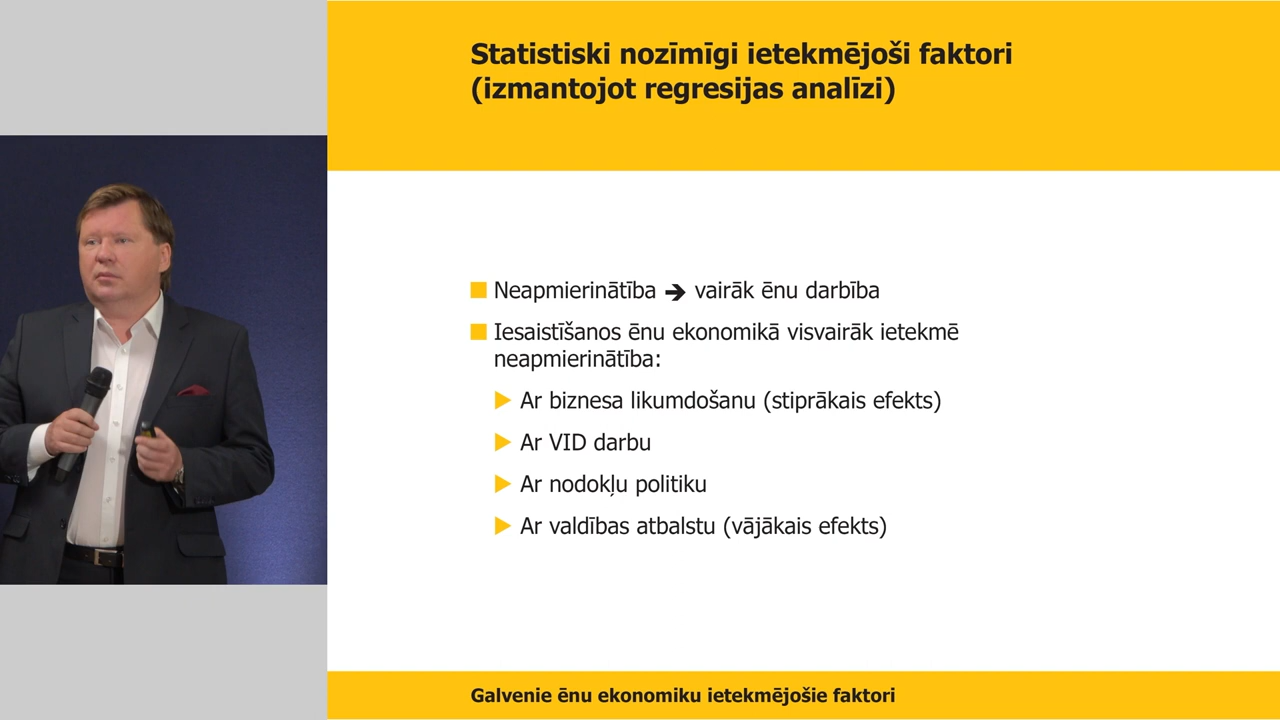 Statistiski nozīmīgi ietekmējoši faktori
(izmantojot regresijas analīzi)
Neapmierinātība ➔ vairāk ēnu darbība
Iesaistīšanos ēnu ekonomikā visvairāk ietekmē
neapmierinātība:
Ar biznesa likumdošanu (stiprākais efekts)
Ar VID darbu
Ar nodokļu politiku
Ar valdības atbalstu (vājākais efekts)
Galvenie ēnu ekonomiku ietekmējošie faktori